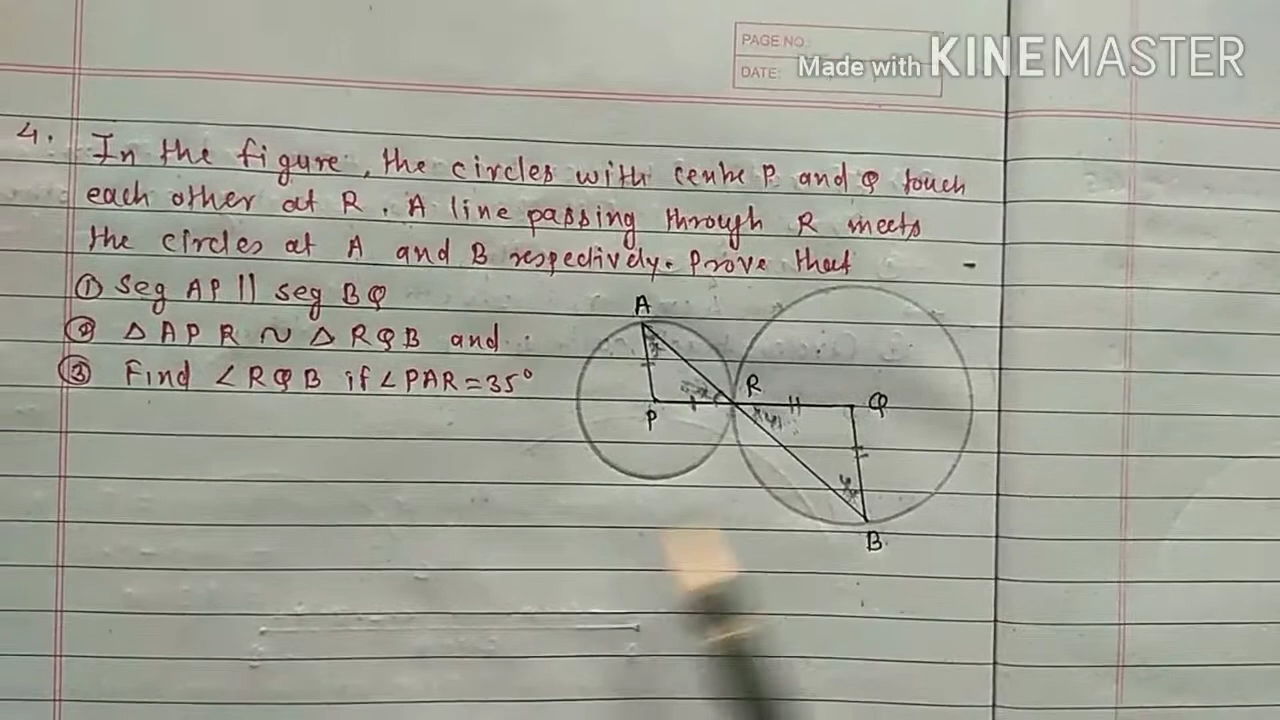 PAGE NO.:
DATE:
Made with KINEMASTER
4. In the figure, the circles with centre P and Q touch
each other at R. A line passing through R meets
the circles at A and B respectively. Prove that
① Seg AP || seg BQ
② △ APR ~ △ RQB and
③ Find ∠RQB if ∠PAR = 35°
A
R
P
Q
B